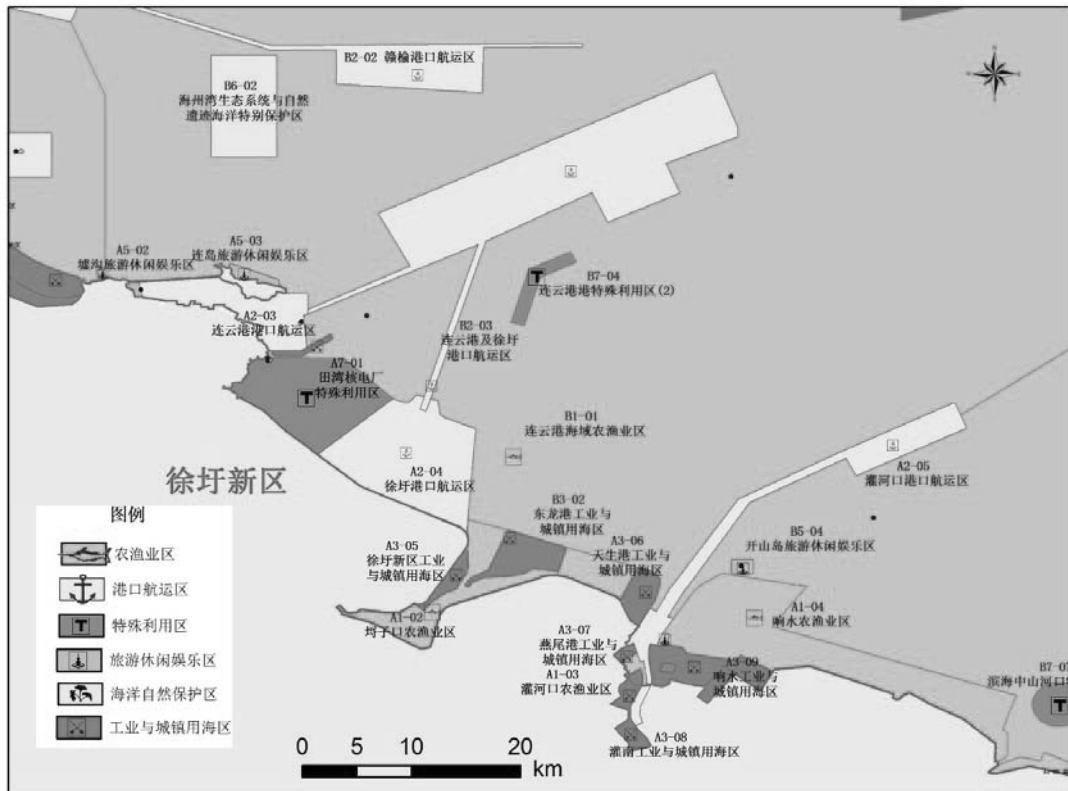 B2-02 赣榆港口航运区
B6-02
海州湾生态系统与自然
遗迹海洋特别保护区
A5-02
墟沟旅游休闲娱乐区
A5-03
连岛旅游休闲娱乐区
B7-04
连云港港特殊利用区(2)
A2-03
连云港港口航运区
B2-03
连云港及徐圩
港口航运区
A7-01
田湾核电厂
特殊利用区
B1-01
连云港海域农渔业区
A2-04
徐圩港口航运区
A2-05
灌河口港口航运区
徐圩新区
B3-02
东龙港工业与
城镇用海区
A3-05
徐圩新区工业
与城镇用海区
A3-06
天生港工业与
城镇用海区
B5-04
开山岛旅游休闲娱乐区
A1-02
埒子口农渔业区
A1-04
响水农渔业区
A3-07
燕尾港工业与
城镇用海区
A1-03
灌河口农渔业区
A3-09
响水工业与
城镇用海区
B7-07
滨海中山河口
A3-08
灌南工业与城镇用海区
图例
农渔业区
港口航运区
特殊利用区
旅游休闲娱乐区
海洋自然保护区
工业与城镇用海区
0 5 10 20
km